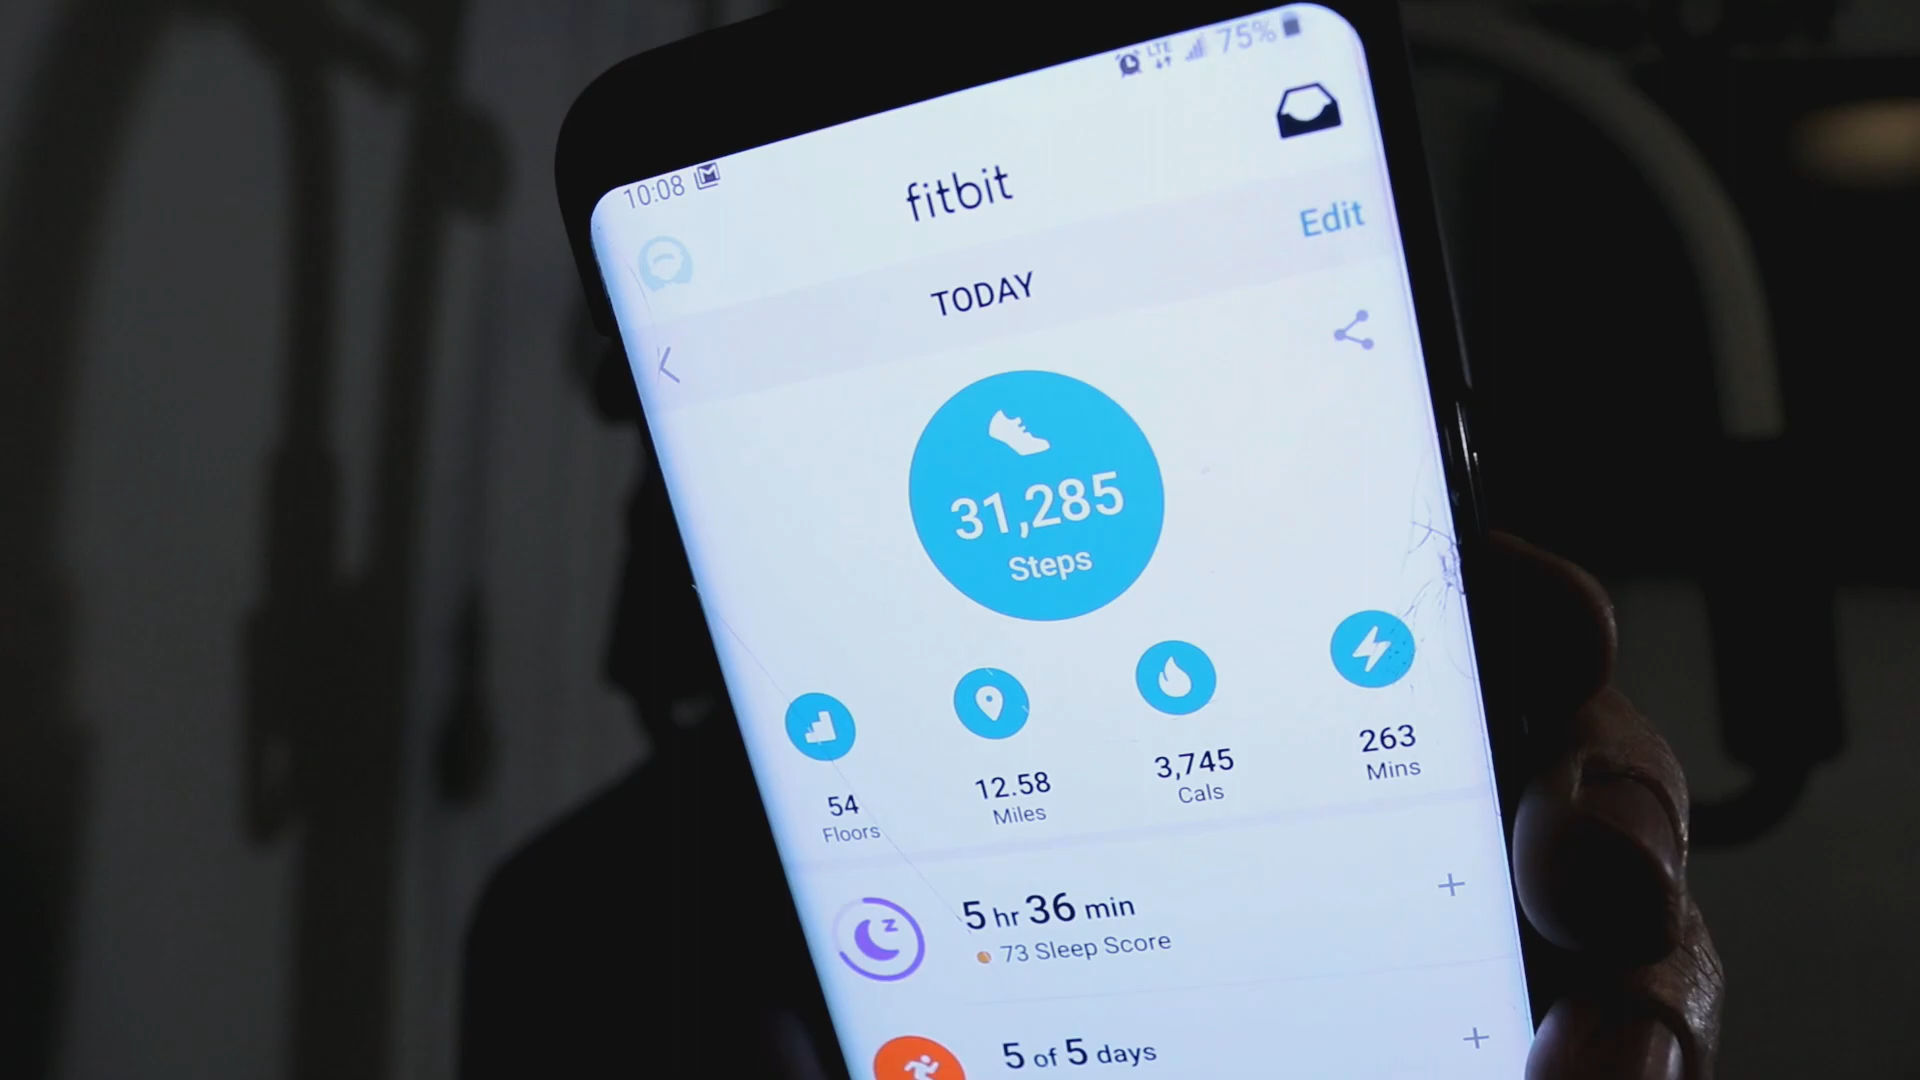 10:08
LTE 75%
fitbit
Edit
TODAY
31,285
Steps
54
Floors
12.58
Miles
3,745
Cals
263
Mins
5 hr 36 min
73 Sleep Score
5 of 5 days